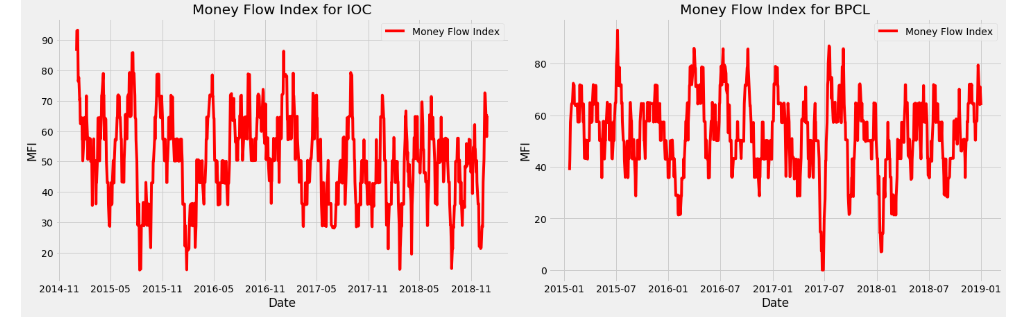 Money Flow Index for IOC
Money Flow Index
MFI
90
80
70
60
50
40
30
20
2014-11 2015-05 2015-11 2016-05 2016-11 2017-05 2017-11 2018-05 2018-11
Date
Money Flow Index for BPCL
Money Flow Index
MFI
80
60
40
20
0
2015-01 2015-07 2016-01 2016-07 2017-01 2017-07 2018-01 2018-07 2019-01
Date